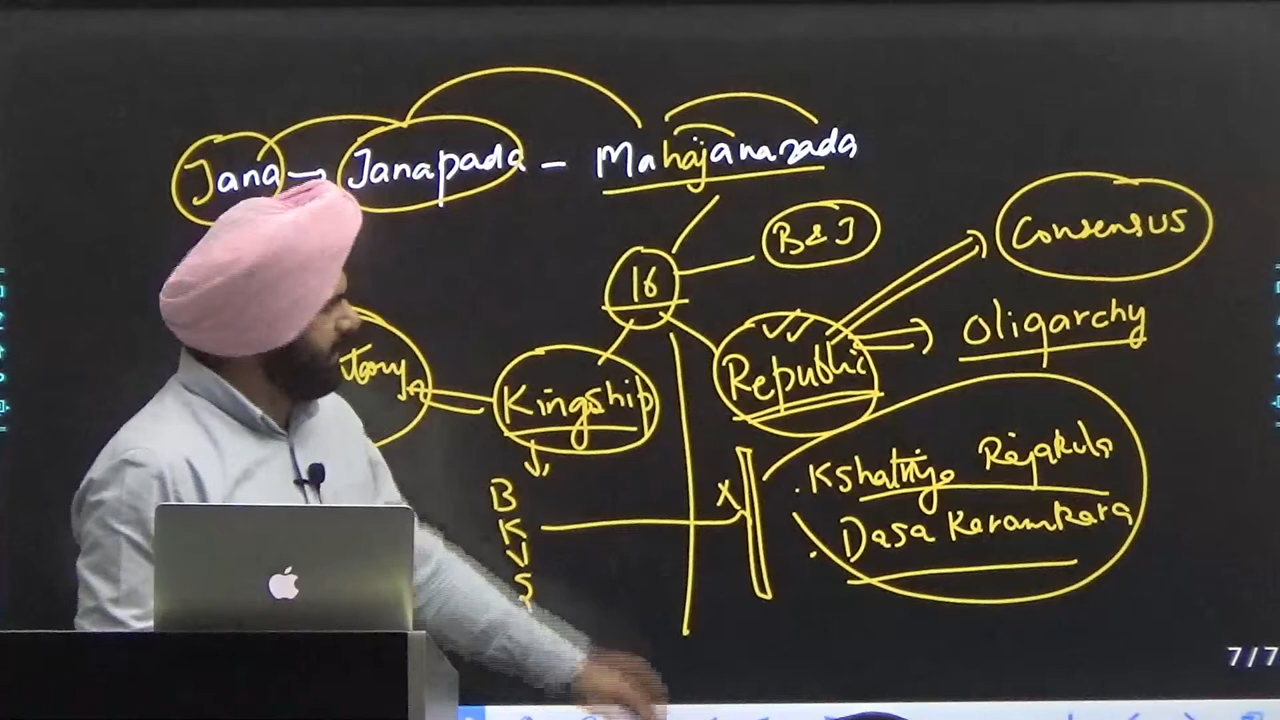 Jana → Janapada - Mahajanapada
16
B & J
Consensus
Oligarchy
Republic
Kingship
B
K
V
S
X
. Kshatriya Rajakula
. Dasa Karamkara
7/7